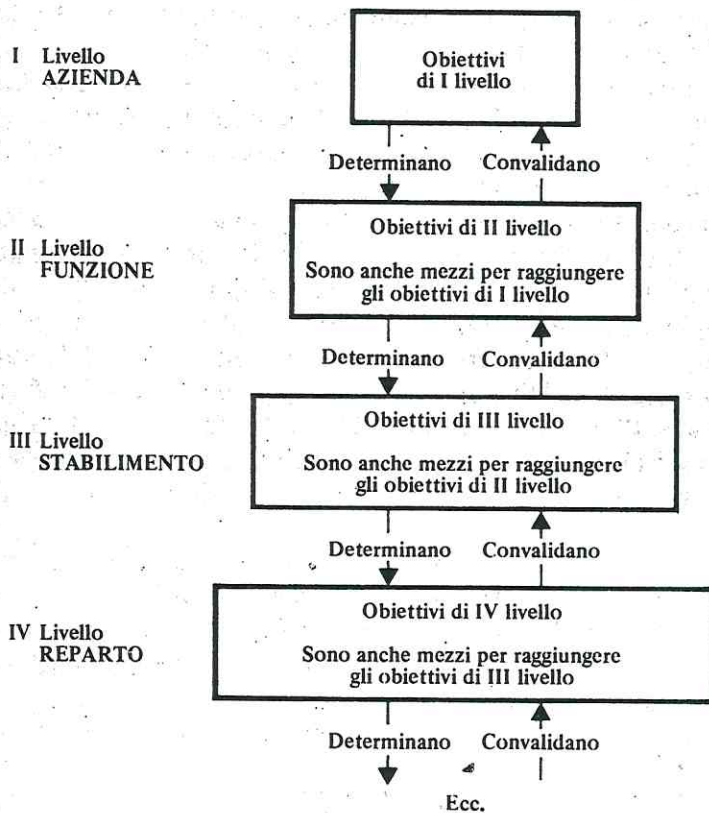 I Livello
AZIENDA
Obiettivi
di I livello
Determinano Convalidano
II Livello
FUNZIONE
Obiettivi di II livello
Sono anche mezzi per raggiungere
gli obiettivi di I livello
Determinano Convalidano
III Livello
STABILIMENTO
Obiettivi di III livello
Sono anche mezzi per raggiungere
gli obiettivi di II livello
Determinano Convalidano
IV Livello
REPARTO
Obiettivi di IV livello
Sono anche mezzi per raggiungere
gli obiettivi di III livello
Determinano Convalidano
Ecc.